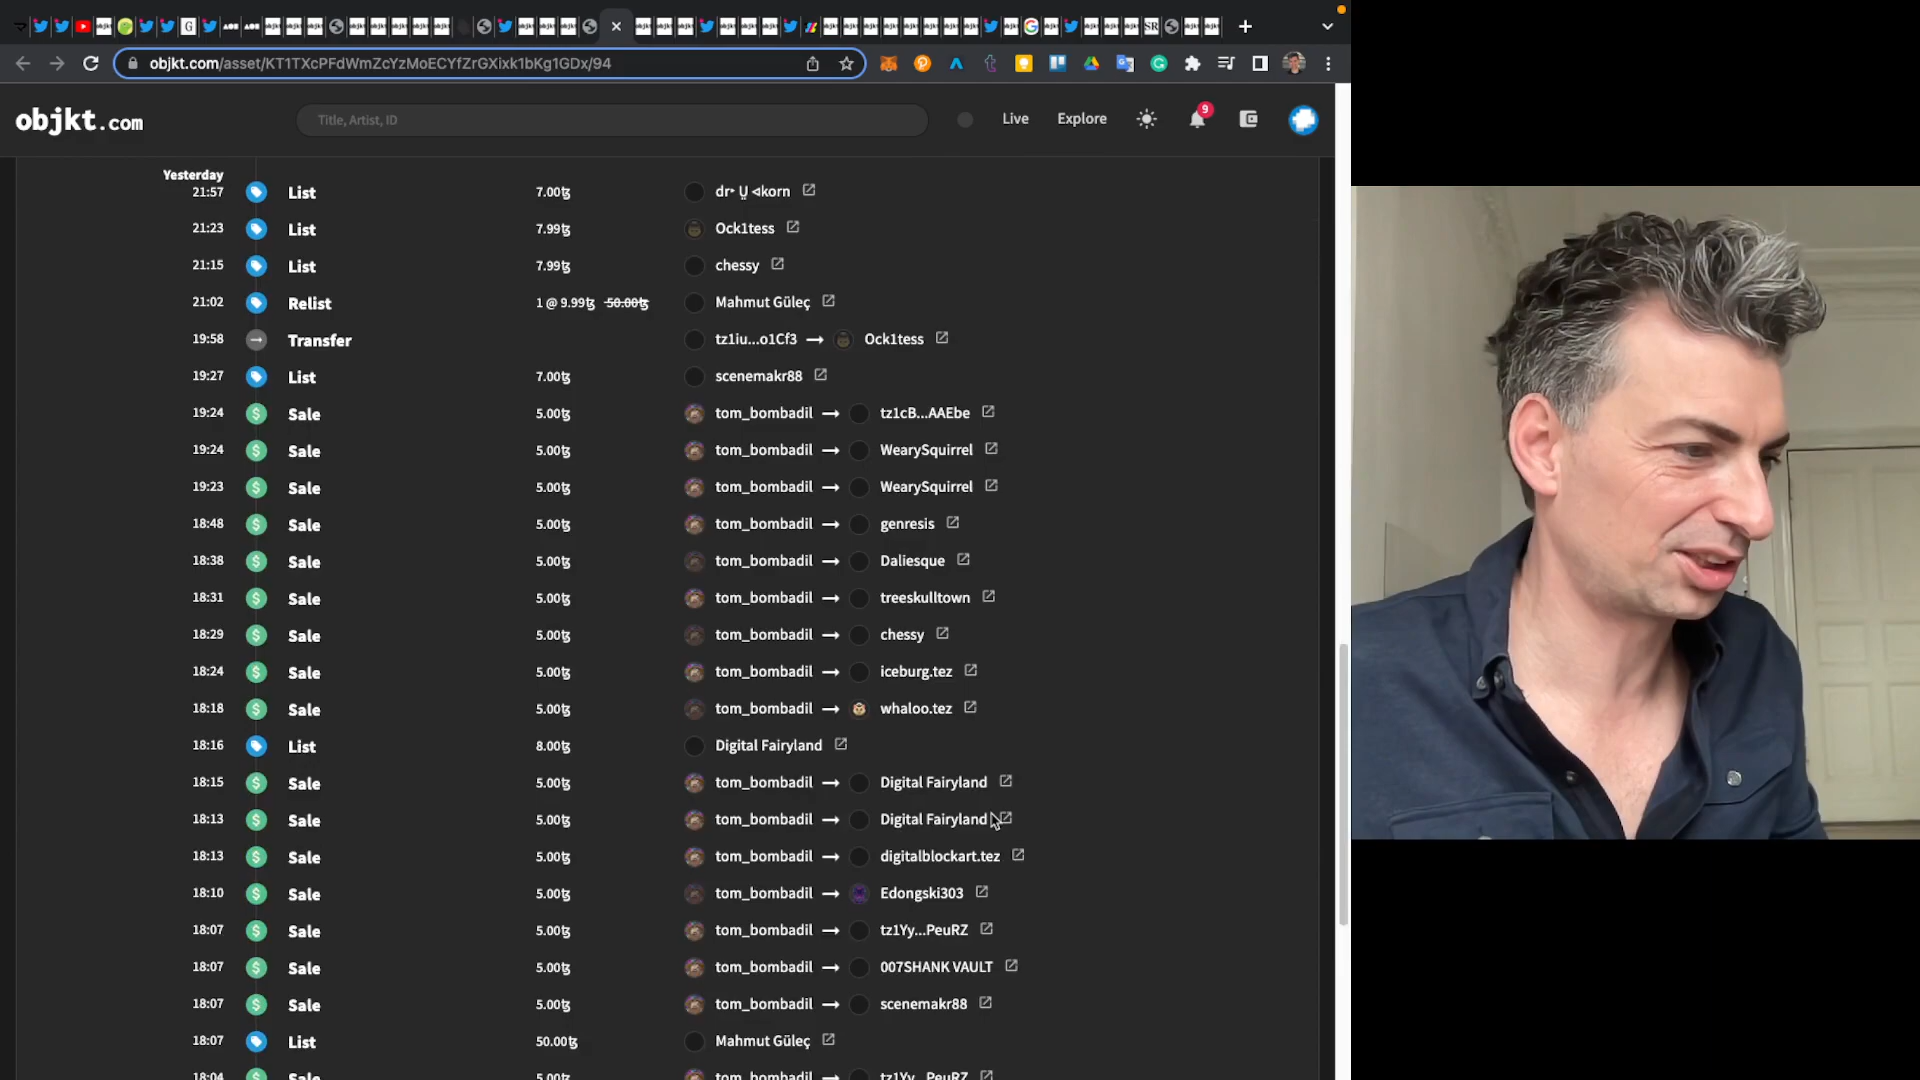 objkt.com/asset/KT1TXcPFdWmZcYzMoECYfZrGXixk1bKg1GDx/94
objkt.com
Title, Artist, ID
Live
Explore
9
Yesterday
21:57 List 7.00ꜩ
21:23 List 7.99ꜩ Ock1tess
21:15 List 7.99ꜩ chessy
21:02 Relist 1 @ 9.99ꜩ 50.00ꜩ Mahmut Güleç
19:58 Transfer tz1iu...o1Cf3 → Ock1tess
19:27 List 7.00ꜩ scenemakr88
19:24 Sale 5.00ꜩ tom_bombadil → tz1cB...AAEbe
19:24 Sale 5.00ꜩ tom_bombadil → WearySquirrel
19:23 Sale 5.00ꜩ tom_bombadil → WearySquirrel
18:48 Sale 5.00ꜩ tom_bombadil → genresis
18:38 Sale 5.00ꜩ tom_bombadil → Daliesque
18:31 Sale 5.00ꜩ tom_bombadil → treeskulltown
18:29 Sale 5.00ꜩ tom_bombadil → chessy
18:24 Sale 5.00ꜩ tom_bombadil → iceburg.tez
18:18 Sale 5.00ꜩ tom_bombadil → whaloo.tez
18:16 List 8.00ꜩ Digital Fairyland
18:15 Sale 5.00ꜩ tom_bombadil → Digital Fairyland
18:13 Sale 5.00ꜩ tom_bombadil → Digital Fairyland
18:13 Sale 5.00ꜩ tom_bombadil → digitalblockart.tez
18:10 Sale 5.00ꜩ tom_bombadil → Edongski303
18:07 Sale 5.00ꜩ tom_bombadil → tz1Yy...PeuRZ
18:07 Sale 5.00ꜩ tom_bombadil → 007SHANK VAULT
18:07 Sale 5.00ꜩ tom_bombadil → scenemakr88
18:07 List 50.00ꜩ Mahmut Güleç
18:04 Sale 5.00ꜩ tom_bombadil → tz1Yy...PeuRZ